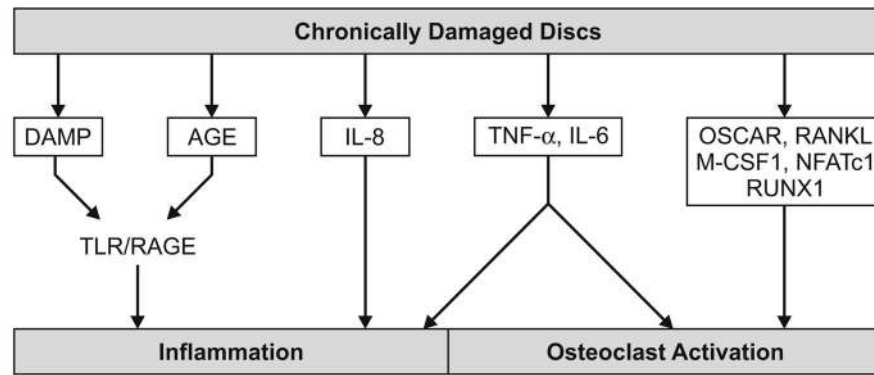 Chronically Damaged Discs
DAMP
AGE
IL-8
TNF-α, IL-6
OSCAR, RANKL
M-CSF1, NFATc1
RUNX1
TLR/RAGE
Inflammation
Osteoclast Activation